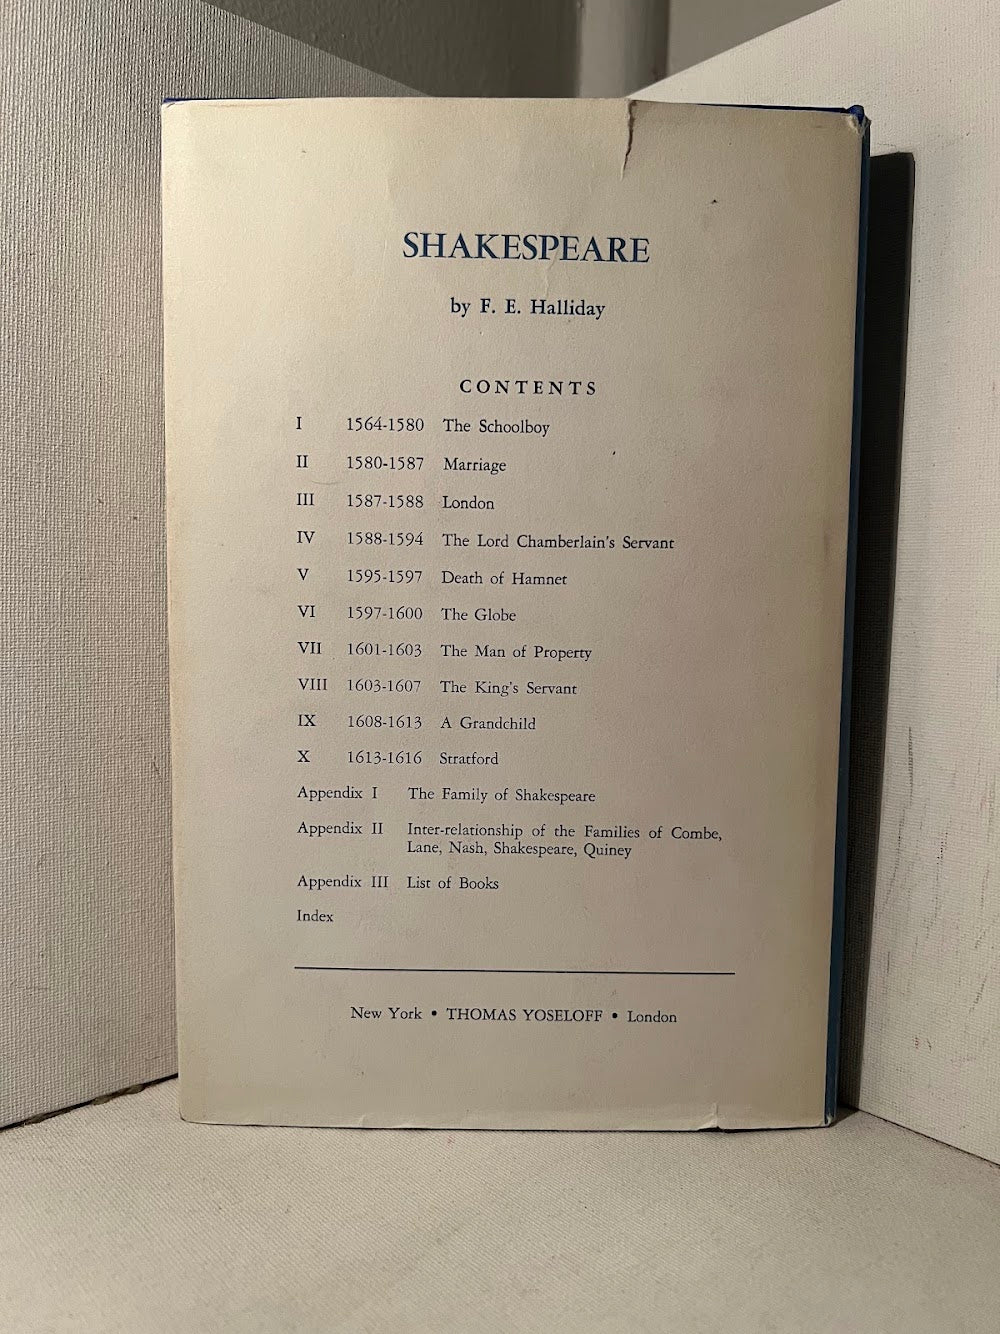 SHAKESPEARE
by F. E. Halliday
CONTENTS
I 1564-1580 The Schoolboy
II 1580-1587 Marriage
III 1587-1588 London
IV 1588-1594 The Lord Chamberlain's Servant
V 1595-1597 Death of Hamnet
VI 1597-1600 The Globe
VII 1601-1603 The Man of Property
VIII 1603-1607 The King's Servant
IX 1608-1613 A Grandchild
X 1613-1616 Stratford
Appendix I The Family of Shakespeare
Appendix II Inter-relationship of the Families of Combe,
Lane, Nash, Shakespeare, Quiney
Appendix III List of Books
Index
New York • THOMAS YOSELOFF • London